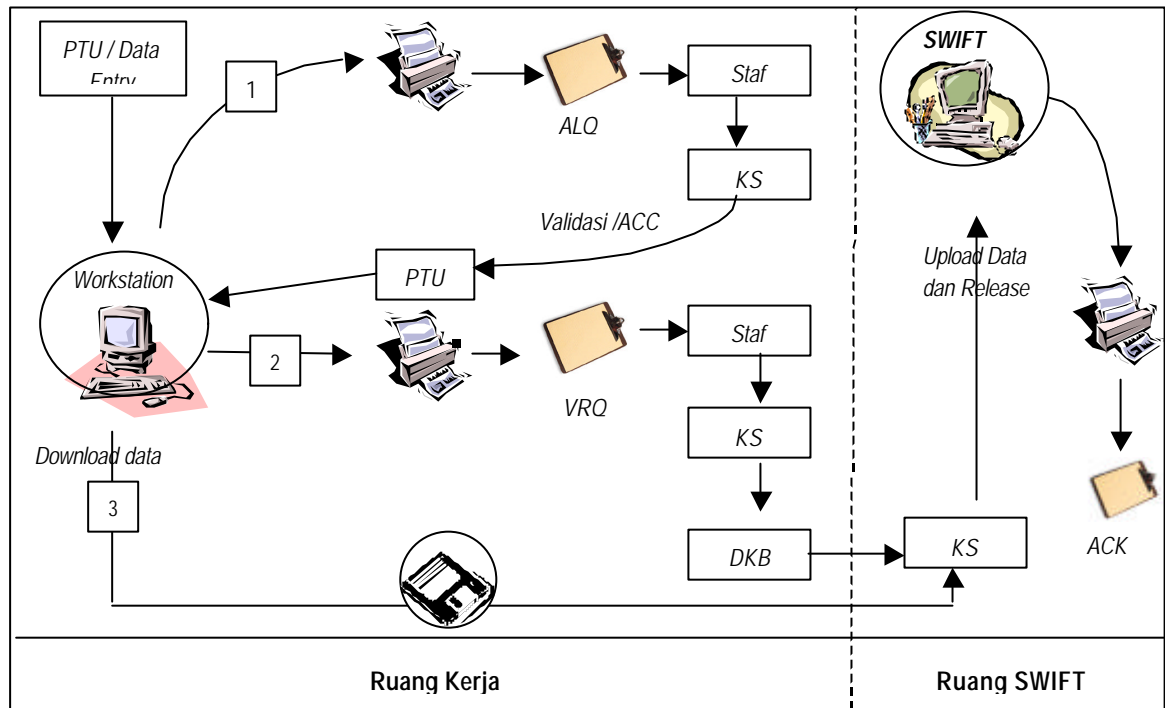 PTU / Data
Entry
1
ALQ
Staf
KS
Validasi /ACC
PTU
Workstation
2
VRQ
Staf
KS
DKB
Download data
3
SWIFT
Upload Data
dan Release
KS
ACK
Ruang Kerja
Ruang SWIFT